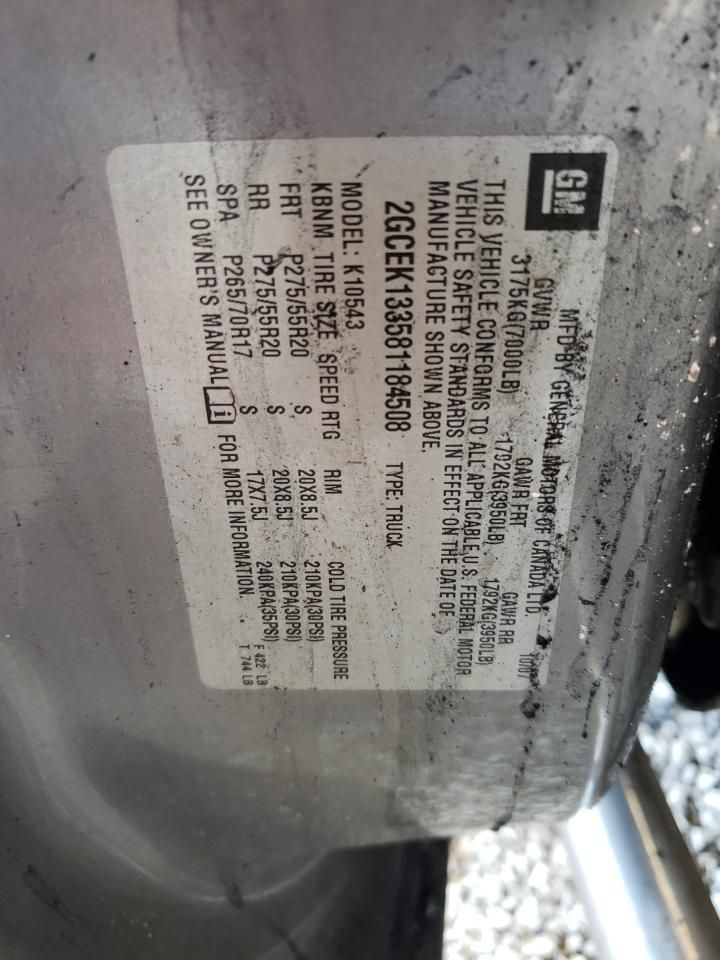 GM
MFD BY GENERAL MOTORS OF CANADA LTD. 10/07
GVWR GAWR FRT GAWR RR
3175KG(7000LB) 1792KG(3950LB) 1792KG(3950LB)
THIS VEHICLE CONFORMS TO ALL APPLICABLE U.S. FEDERAL MOTOR
VEHICLE SAFETY STANDARDS IN EFFECT ON THE DATE OF
MANUFACTURE SHOWN ABOVE.
2GCEK133581184508 TYPE: TRUCK
MODEL: K10543
KBNM TIRE SIZE SPEED RTG RIM COLD TIRE PRESSURE
FRT P275/55R20 S 20X8.5J 210KPA(30PSI)
RR P275/55R20 S 20X8.5J 210KPA(30PSI)
SPA P265/70R17 S 17X7.5J 240KPA(35PSI)
SEE OWNER'S MANUAL i FOR MORE INFORMATION
F 422 LB
T 744 LB